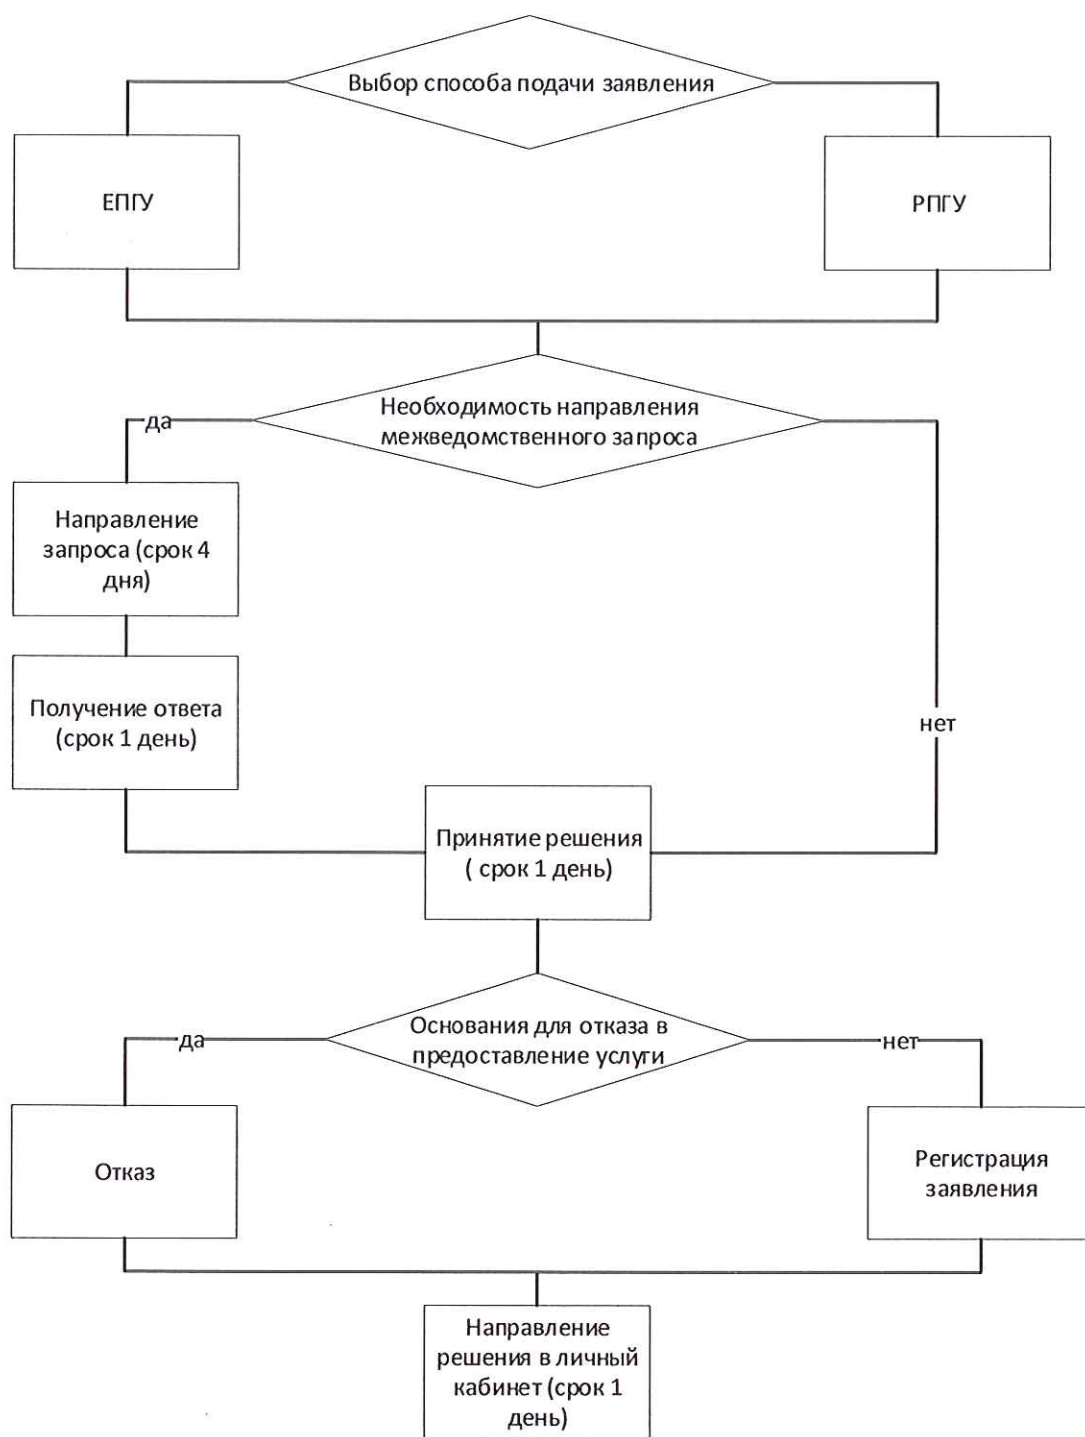 Выбор способа подачи заявления
ЕПГУ
РПГУ
Необходимость направления
межведомственного запроса
да
Направление
запроса (срок 4
дня)
Получение ответа
(срок 1 день)
нет
Принятие решения
( срок 1 день)
Основания для отказа в
предоставление услуги
да
нет
Отказ
Регистрация
заявления
Направление
решения в личный
кабинет (срок 1
день)